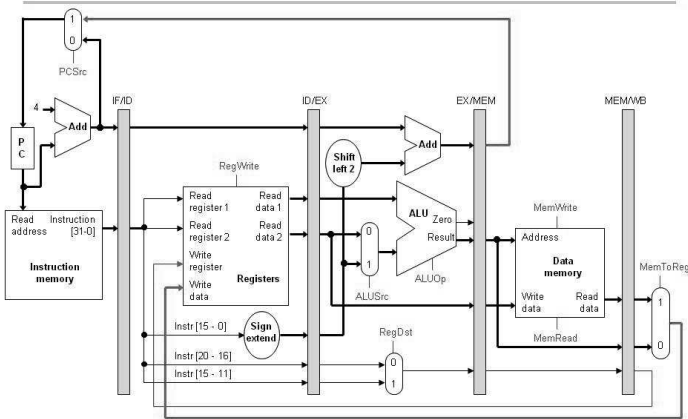 1
0
PCSrc
4
Add
P
C
IF/ID
ID/EX
EX/MEM
MEM/WB
Add
Shift
left 2
RegWrite
Read
register 1
Read
data 1
Read
register 2
Read
data 2
Write
register
Write
data
Registers
Read
address
Instruction
[31-0]
Instruction
memory
ALU
Zero
Result
ALUOp
0
1
ALUSrc
MemWrite
Address
Data
memory
Write
data
Read
data
MemRead
MemToReg
1
0
Instr [15 - 0]
Sign
extend
RegDst
Instr [20 - 16]
0
Instr [15 - 11]
1